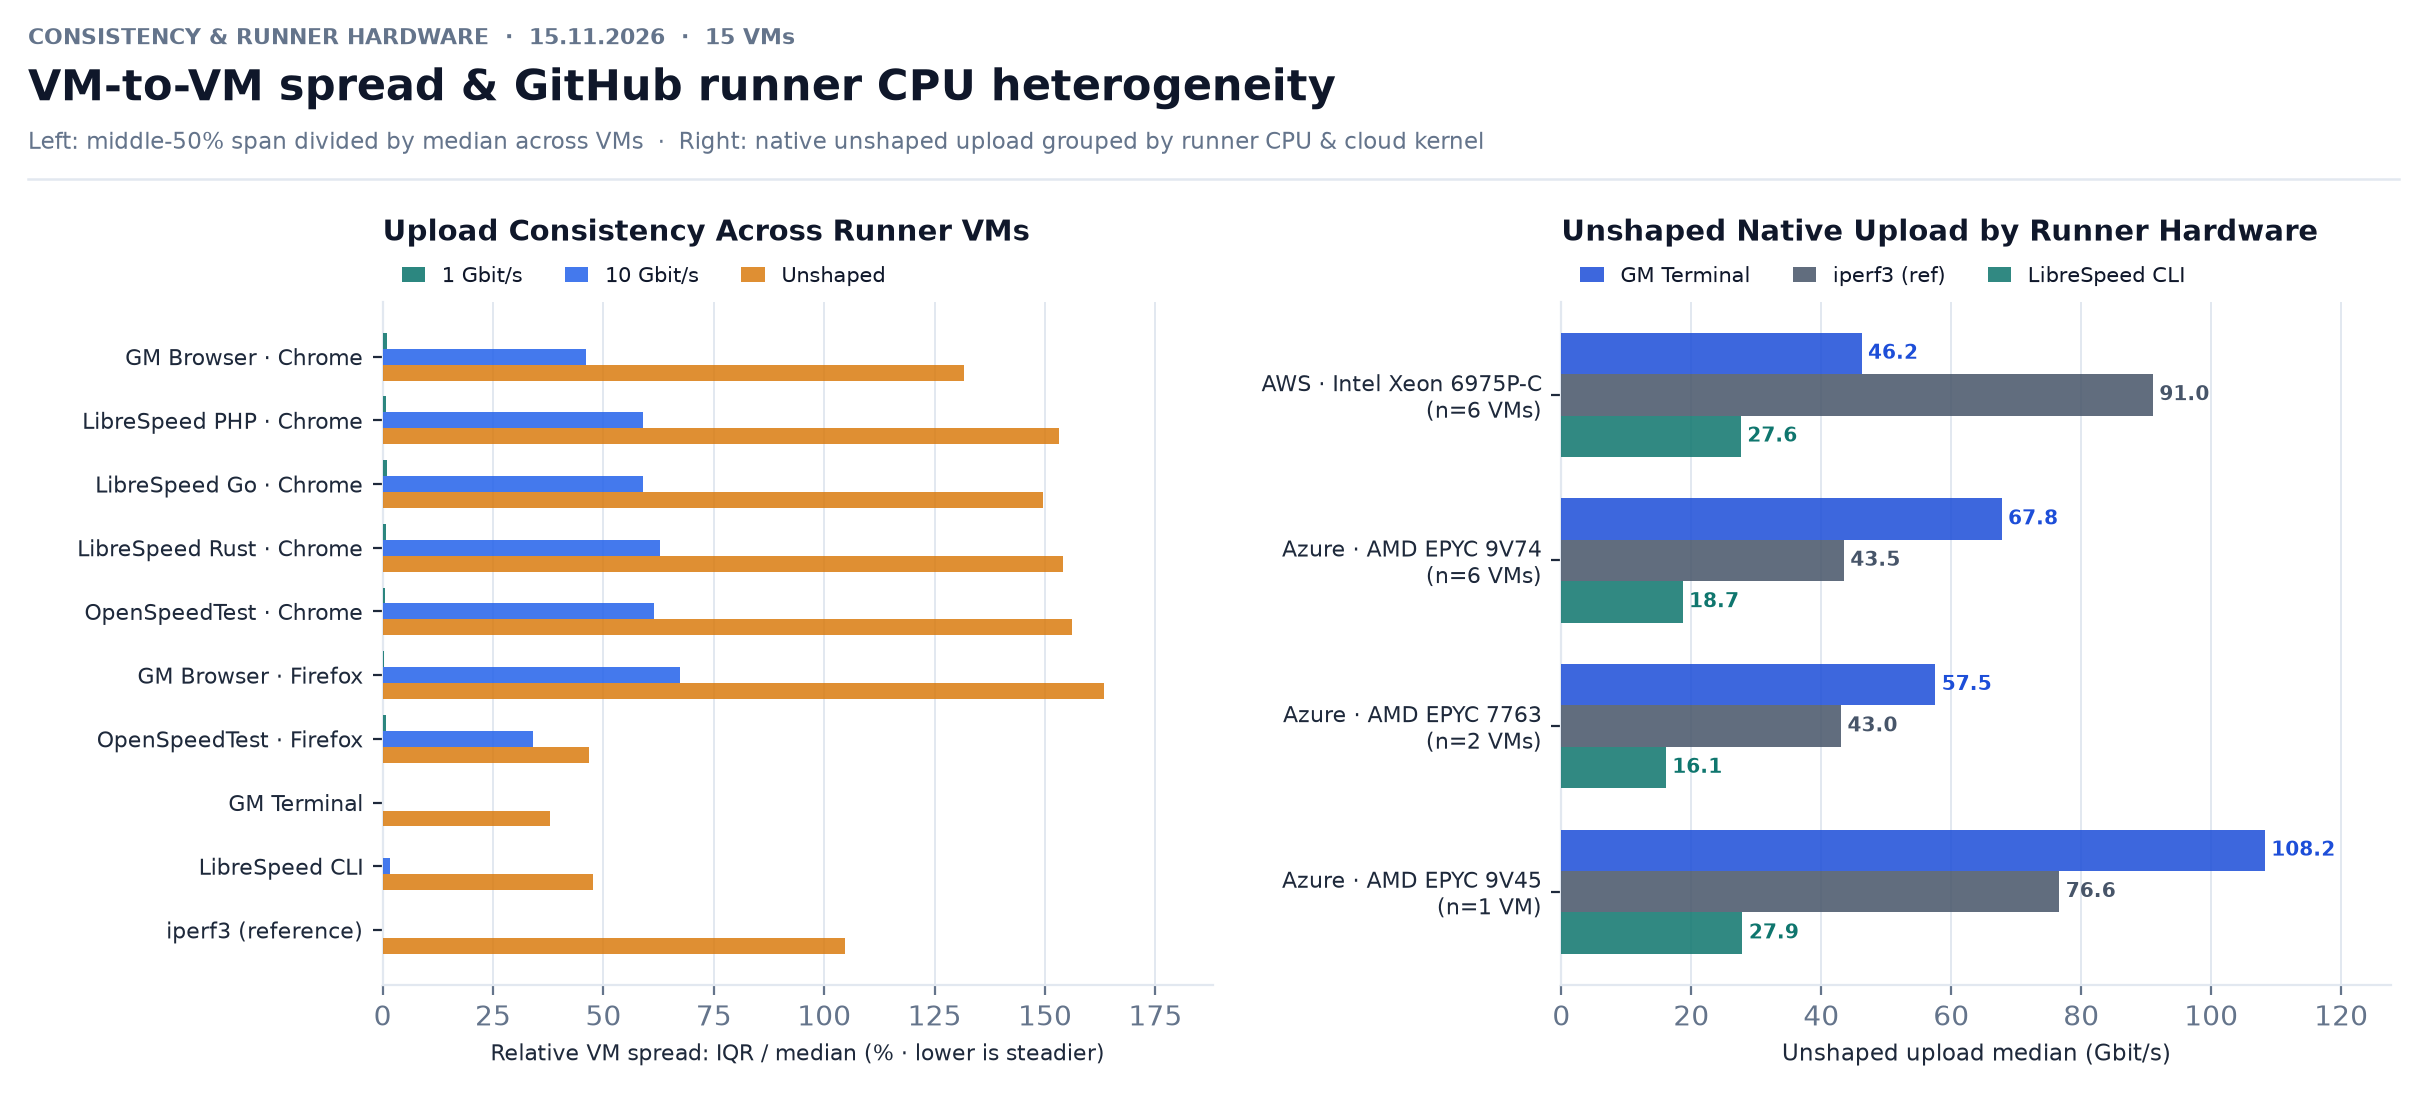 CONSISTENCY & RUNNER HARDWARE · 15.11.2026 · 15 VMs
VM-to-VM spread & GitHub runner CPU heterogeneity
Left: middle-50% span divided by median across VMs · Right: native unshaped upload grouped by runner CPU & cloud kernel
Upload Consistency Across Runner VMs
1 Gbit/s
10 Gbit/s
Unshaped
GM Browser · Chrome
LibreSpeed PHP · Chrome
LibreSpeed Go · Chrome
LibreSpeed Rust · Chrome
OpenSpeedTest · Chrome
GM Browser · Firefox
OpenSpeedTest · Firefox
GM Terminal
LibreSpeed CLI
iperf3 (reference)
0 25 50 75 100 125 150 175
Relative VM spread: IQR / median (% · lower is steadier)
Unshaped Native Upload by Runner Hardware
GM Terminal
iperf3 (ref)
LibreSpeed CLI
AWS · Intel Xeon 6975P-C
(n=6 VMs)
46.2
91.0
27.6
Azure · AMD EPYC 9V74
(n=6 VMs)
67.8
43.5
18.7
Azure · AMD EPYC 7763
(n=2 VMs)
57.5
43.0
16.1
Azure · AMD EPYC 9V45
(n=1 VM)
108.2
76.6
27.9
0 20 40 60 80 100 120
Unshaped upload median (Gbit/s)